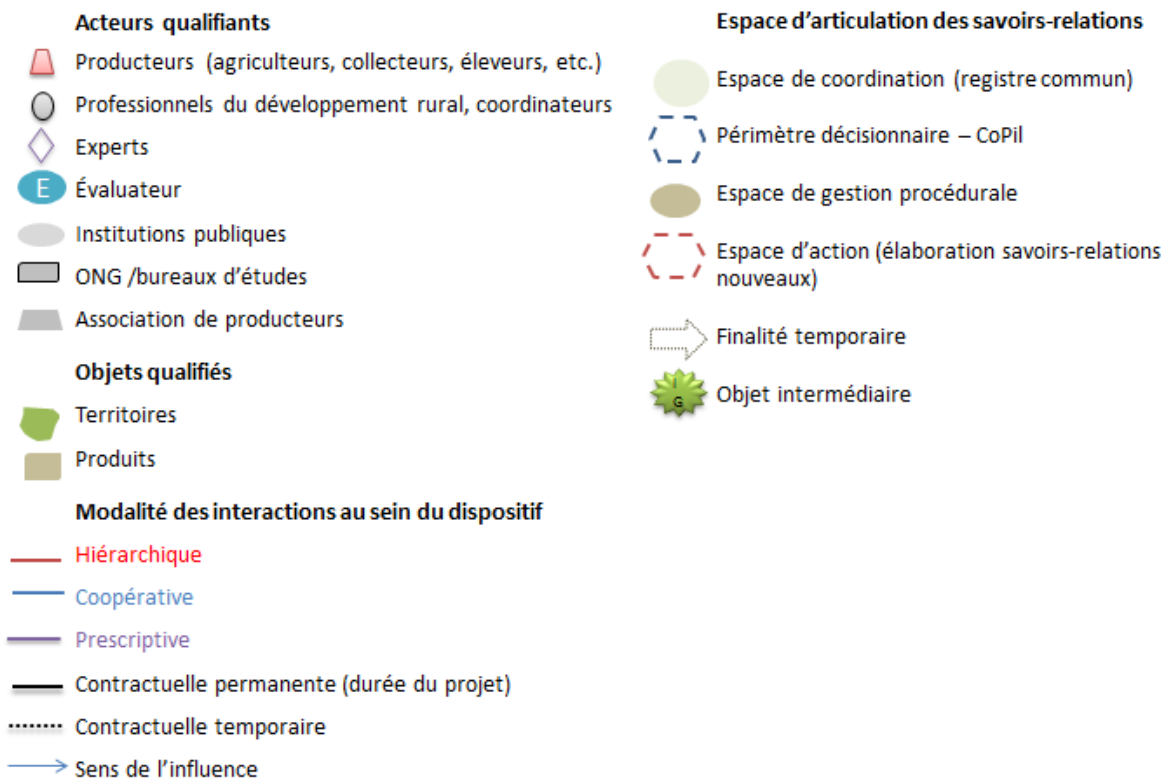 Acteurs qualifiants
Producteurs (agriculteurs, collecteurs, éleveurs, etc.)
Professionnels du développement rural, coordinateurs
Experts
E
Évaluateur
Institutions publiques
ONG /bureaux d'études
Association de producteurs
Objets qualifiés
Territoires
Produits
Modalité des interactions au sein du dispositif
Hiérarchique
Coopérative
Prescriptive
Contractuelle permanente (durée du projet)
Contractuelle temporaire
Sens de l'influence
Espace d'articulation des savoirs-relations
Espace de coordination (registre commun)
Périmètre décisionnaire – CoPil
Espace de gestion procédurale
Espace d'action (élaboration savoirs-relations
nouveaux)
Finalité temporaire
I
G
Objet intermédiaire